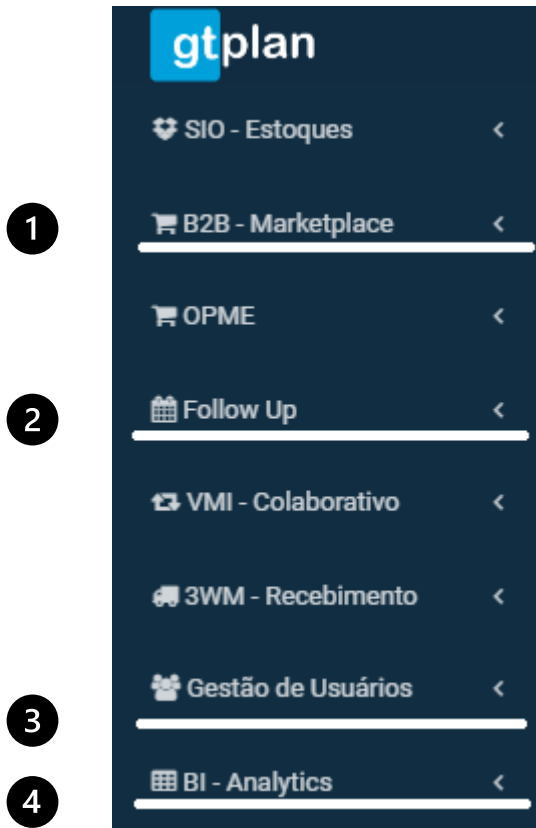 gtplan
SIO - Estoques
1 B2B - Marketplace
OPME
2 Follow Up
VMI - Colaborativo
3WM - Recebimento
3 Gestão de Usuários
4 BI - Analytics